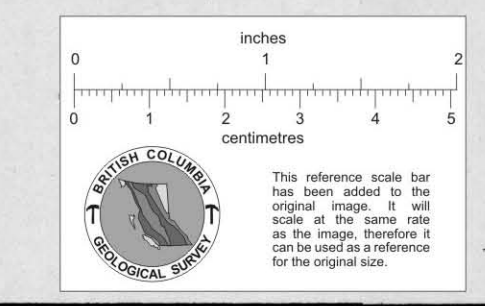 inches
0 1 2
0 1 2 3 4 5
centimetres
BRITISH COLUMBIA
GEOLOGICAL SURVEY
This reference scale bar
has been added to the
original image. It will
scale at the same rate
as the image, therefore it
can be used as a reference
for the original size.